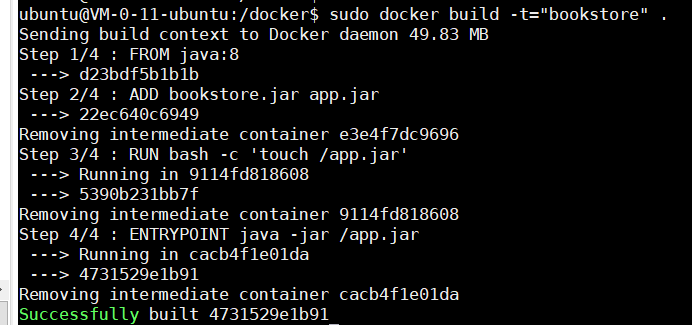 ubuntu@VM-0-11-ubuntu:/docker$ sudo docker build -t="bookstore" .
Sending build context to Docker daemon 49.83 MB
Step 1/4 : FROM java:8
 ---> d23bdf5b1b1b
Step 2/4 : ADD bookstore.jar app.jar
 ---> 22ec640c6949
Removing intermediate container e3e4f7dc9696
Step 3/4 : RUN bash -c 'touch /app.jar'
 ---> Running in 9114fd818608
 ---> 5390b231bb7f
Removing intermediate container 9114fd818608
Step 4/4 : ENTRYPOINT java -jar /app.jar
 ---> Running in cacb4f1e01da
 ---> 4731529e1b91
Removing intermediate container cacb4f1e01da
Successfully built 4731529e1b91